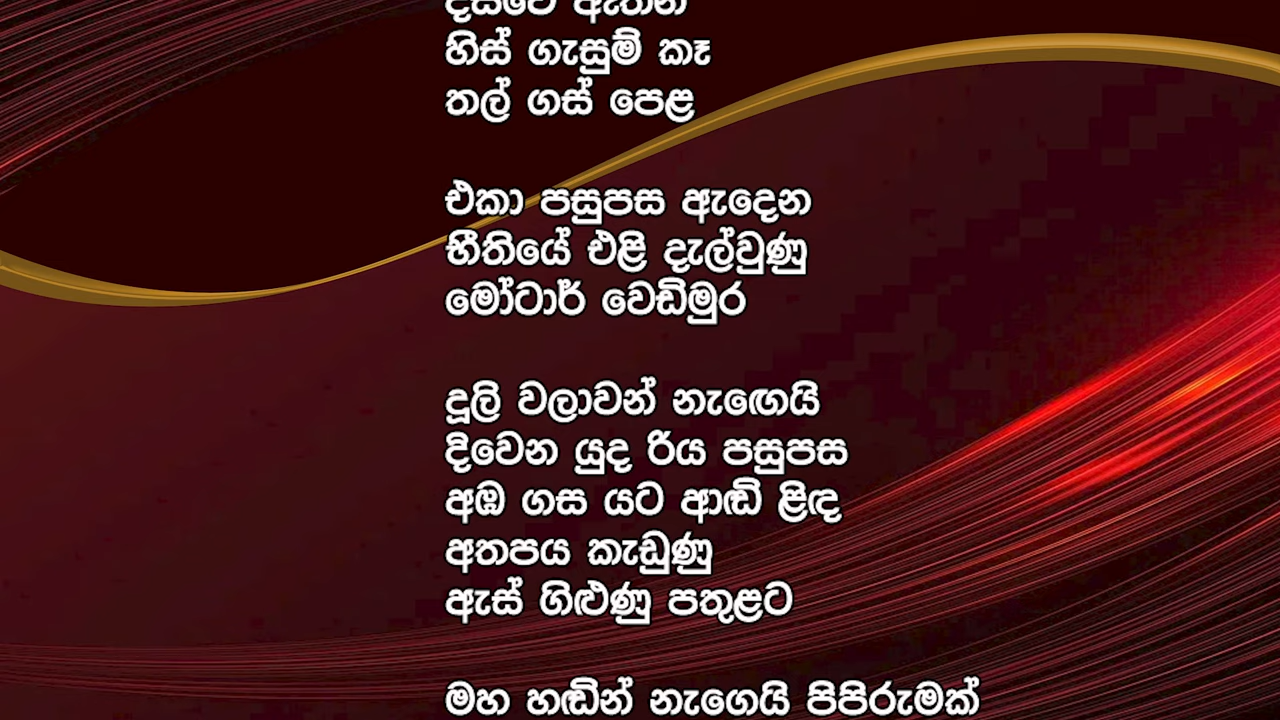 හිස් ගැසුම් කෑ
තල් ගස් පෙළ
එකා පසුපස ඇදෙන
භීතියේ එළි දැල්වුණු
මෝටාර් වෙඩිමුර
දූලි වලාවන් නැඟෙයි
දිවෙන යුද රිය පසුපස
අඹ ගස යට ආඬි ළිඳ
අතපය කැඩුණු
ඇස් ගිළුණු පතුළට
මහ හඬින් නැගෙයි පිපිරුමක්